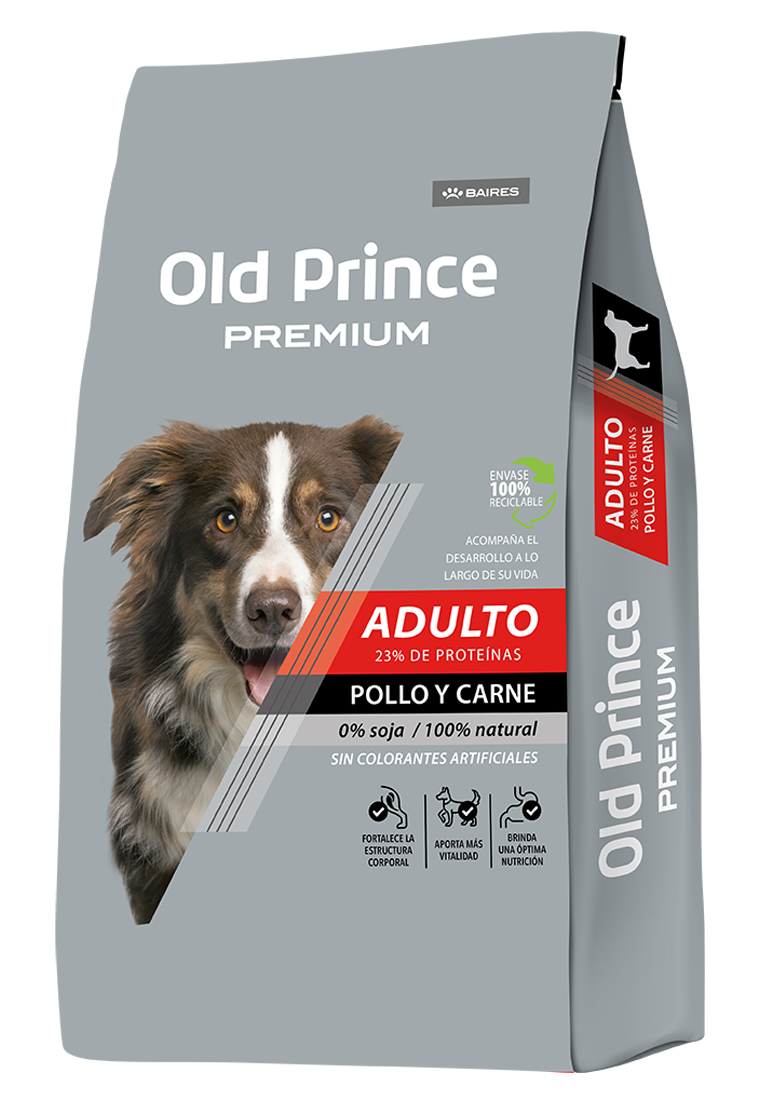 BAIRES
Old Prince
PREMIUM
ENVASE
100%
RECICLABLE
ACOMPAÑA EL
DESARROLLO A LO
LARGO DE SU VIDA
ADULTO
23% DE PROTEÍNAS
POLLO Y CARNE
0% soja / 100% natural
SIN COLORANTES ARTIFICIALES
FORTALECE LA
ESTRUCTURA
CORPORAL
APORTA MÁS
VITALIDAD
BRINDA
UNA ÓPTIMA
NUTRICIÓN
ADULTO
23% DE PROTEÍNAS
POLLO Y CARNE
Old Prince
PREMIUM